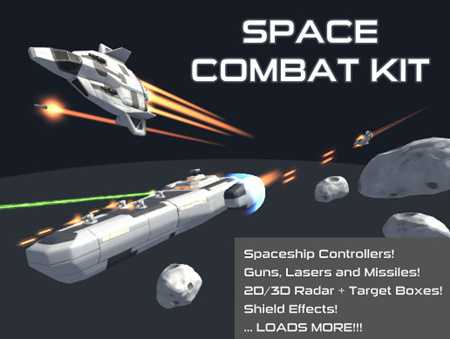 SPACE
COMBAT KIT
Spaceship Controllers!
Guns, Lasers and Missiles!
2D/3D Radar + Target Boxes!
Shield Effects!
... LOADS MORE!!!